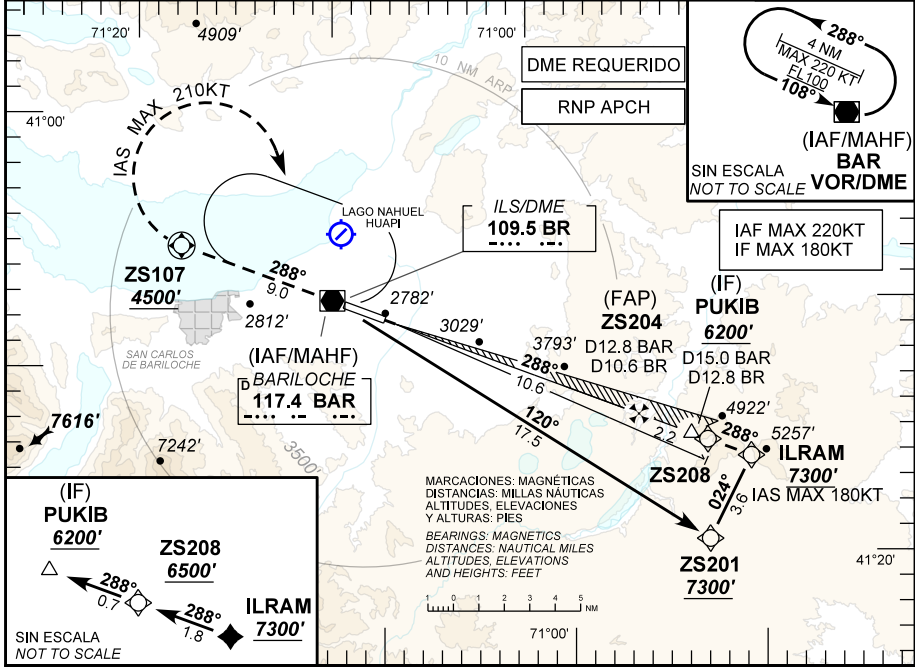 71°20'
4909'
71°00'
DME REQUERIDO
RNP APCH
10 NM ARP
288°
4 NM
MAX 220 KT
FL100
108°
(IAF/MAHF)
BAR
VOR/DME
SIN ESCALA
NOT TO SCALE
41°00'
IAS MAX 210KT
LAGO NAHUEL
HUAPI
ILS/DME
109.5 BR
IAF MAX 220KT
IF MAX 180KT
ZS107
4500'
288°
9.0
2812'
2782'
3029'
3793'
(FAP)
ZS204
D12.8 BAR
D10.6 BR
(IF)
PUKIB
6200'
D15.0 BAR
D12.8 BR
SAN CARLOS
DE BARILOCHE
(IAF/MAHF)
BARILOCHE
D
117.4 BAR
288°
10.6
2.2
120°
17.5
4922'
288°
5257'
ILRAM
7300'
IAS MAX 180KT
ZS208
024°
3.6
ZS201
7300'
7616'
7242'
3500'
MARCACIONES: MAGNÉTICAS
DISTANCIAS: MILLAS NÁUTICAS
ALTITUDES, ELEVACIONES
Y ALTURAS: PIES
BEARINGS: MAGNETICS
DISTANCES: NAUTICAL MILES
ALTITUDES, ELEVATIONS
AND HEIGHTS: FEET
1 0 1 2 3 4 5 NM
41°20'
71°00'
(IF)
PUKIB
6200'
ZS208
6500'
288°
0.7
288°
1.8
ILRAM
7300'
SIN ESCALA
NOT TO SCALE